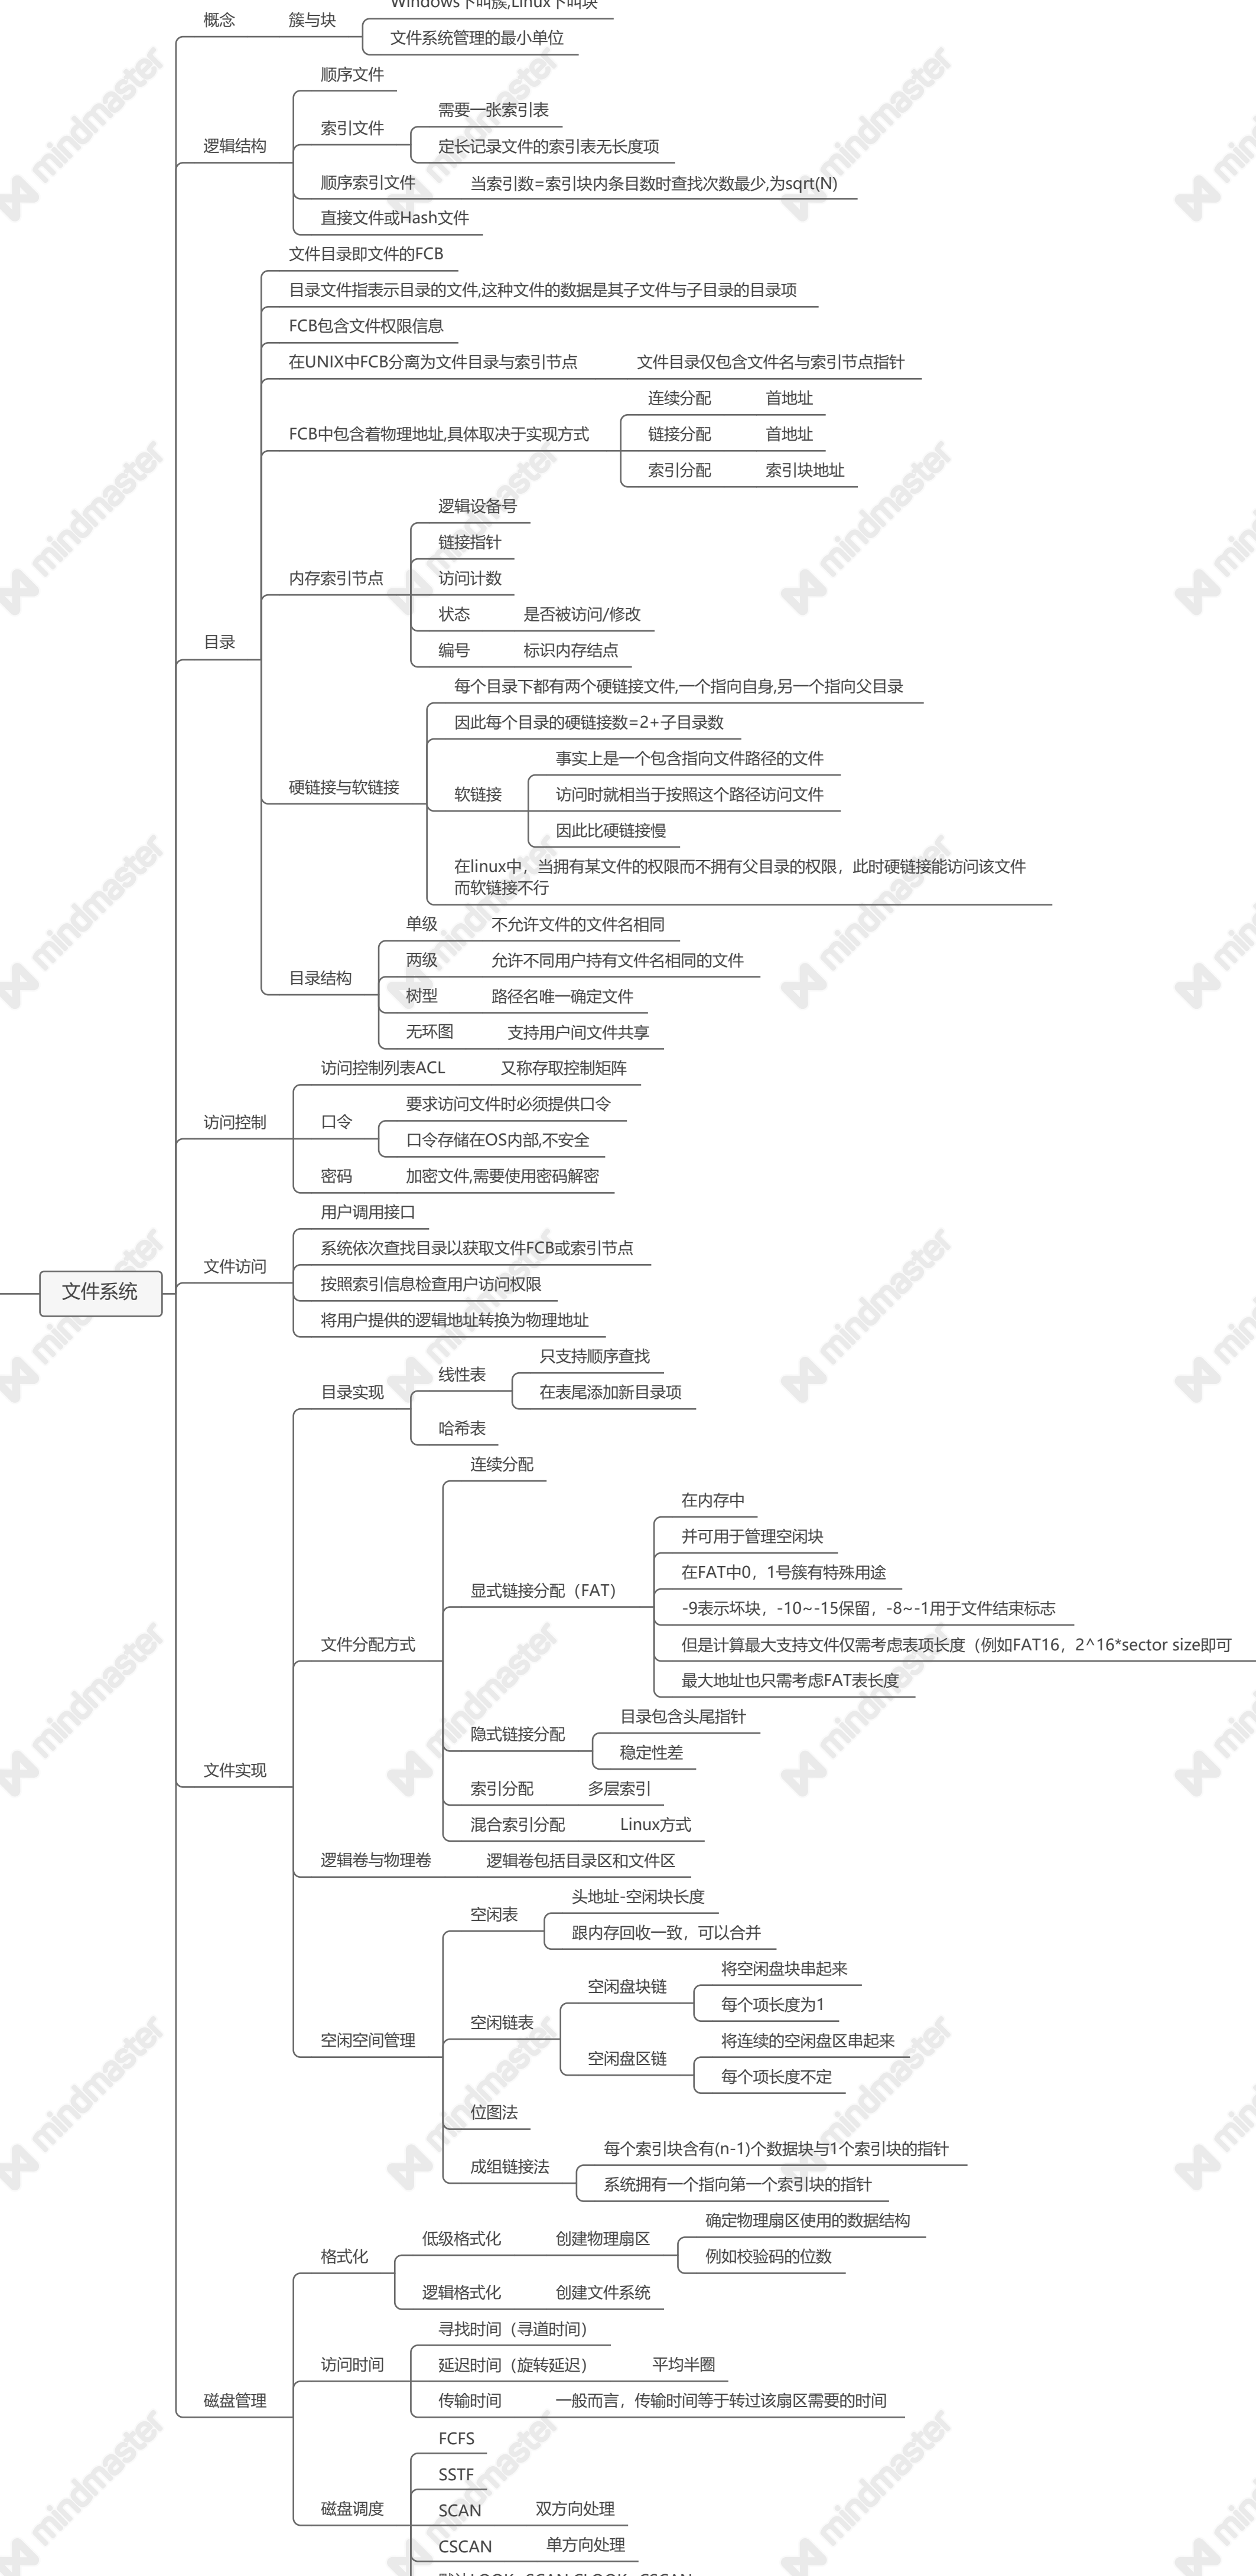 Windows下叫簇,Linux下叫块
概念
簇与块
文件系统管理的最小单位
顺序文件
需要一张索引表
索引文件
逻辑结构
定长记录文件的索引表无长度项
顺序索引文件
当索引数=索引块内条目数时查找次数最少,为sqrt(N)
直接文件或Hash文件
文件目录即文件的FCB
目录文件指表示目录的文件,这种文件的数据是其子文件与子目录的目录项
FCB包含文件权限信息
在UNIX中FCB分离为文件目录与索引节点
文件目录仅包含文件名与索引节点指针
连续分配
首地址
FCB中包含着物理地址,具体取决于实现方式
链接分配
首地址
索引分配
索引块地址
逻辑设备号
链接指针
内存索引节点
访问计数
状态
是否被访问/修改
目录
编号
标识内存结点
每个目录下都有两个硬链接文件,一个指向自身,另一个指向父目录
因此每个目录的硬链接数=2+子目录数
事实上是一个包含指向文件路径的文件
硬链接与软链接
软链接
访问时就相当于按照这个路径访问文件
因此比硬链接慢
在linux中，当拥有某文件的权限而不拥有父目录的权限，此时硬链接能访问该文件
而软链接不行
单级
不允许文件的文件名相同
两级
允许不同用户持有文件名相同的文件
目录结构
树型
路径名唯一确定文件
无环图
支持用户间文件共享
访问控制列表ACL
又称存取控制矩阵
要求访问文件时必须提供口令
访问控制
口令
口令存储在OS内部,不安全
密码
加密文件,需要使用密码解密
用户调用接口
系统依次查找目录以获取文件FCB或索引节点
文件访问
按照索引信息检查用户访问权限
文件系统
将用户提供的逻辑地址转换为物理地址
只支持顺序查找
线性表
目录实现
在表尾添加新目录项
哈希表
连续分配
在内存中
并可用于管理空闲块
在FAT中0，1号簇有特殊用途
显式链接分配（FAT）
-9表示坏块，-10~-15保留，-8~-1用于文件结束标志
文件分配方式
但是计算最大支持文件仅需考虑表项长度（例如FAT16，2^16*sector size即可
最大地址也只需考虑FAT表长度
目录包含头尾指针
隐式链接分配
稳定性差
文件实现
索引分配
多层索引
混合索引分配
Linux方式
逻辑卷与物理卷
逻辑卷包括目录区和文件区
头地址-空闲块长度
空闲表
跟内存回收一致，可以合并
将空闲盘块串起来
空闲盘块链
每个项长度为1
空闲链表
空闲空间管理
将连续的空闲盘区串起来
空闲盘区链
每个项长度不定
位图法
每个索引块含有(n-1)个数据块与1个索引块的指针
成组链接法
系统拥有一个指向第一个索引块的指针
确定物理扇区使用的数据结构
低级格式化
创建物理扇区
格式化
例如校验码的位数
逻辑格式化
创建文件系统
寻找时间（寻道时间）
访问时间
延迟时间（旋转延迟）
平均半圈
磁盘管理
传输时间
一般而言，传输时间等于转过该扇区需要的时间
FCFS
SSTF
磁盘调度
SCAN
双方向处理
CSCAN
单方向处理